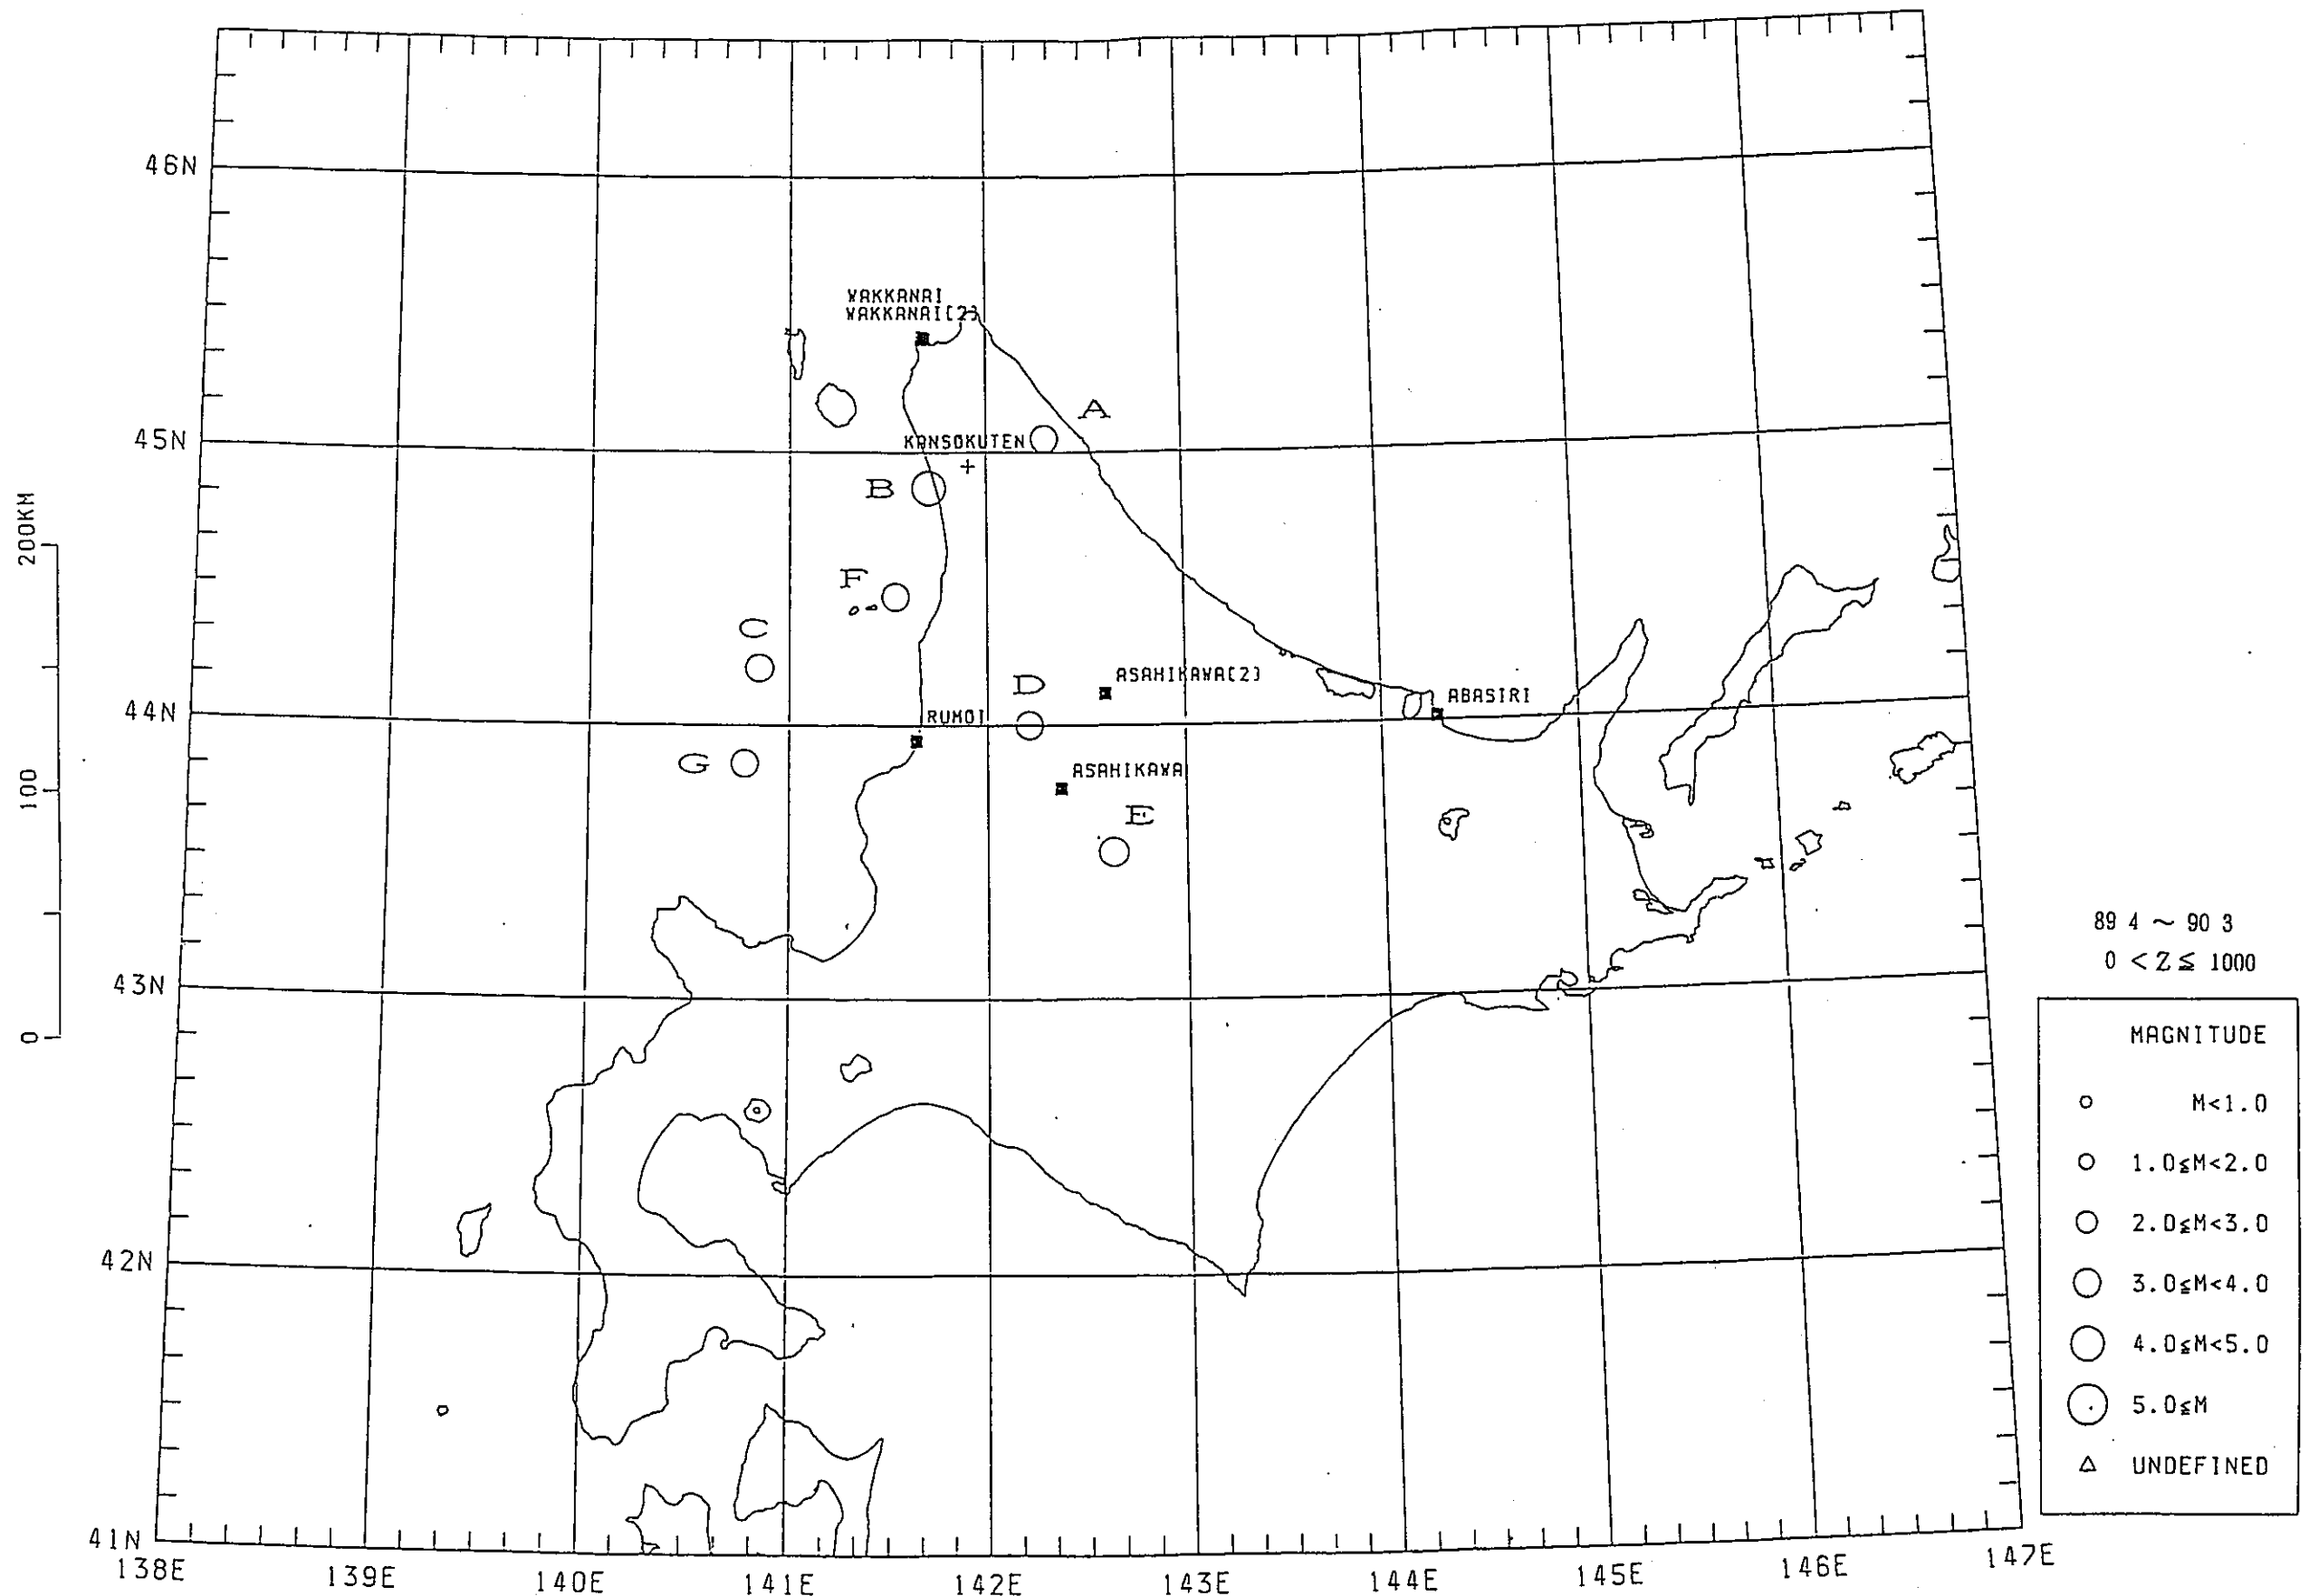 46N
WAKKANAI
WAKKANAI[2]
A
45N
KANSOKUTEN
B
200KM
F
C
ASAHIKAWA[2]
D
ABASIRI
44N
RUMOI
G
ASAHIKAWA
100
E
89 4 ～ 90 3
0 < Z ≦ 1000
43N
0
MAGNITUDE
M<1.0
1.0≦M<2.0
2.0≦M<3.0
3.0≦M<4.0
42N
4.0≦M<5.0
5.0≦M
UNDEFINED
41N
138E 139E 140E 141E 142E 143E 144E 145E 146E 147E